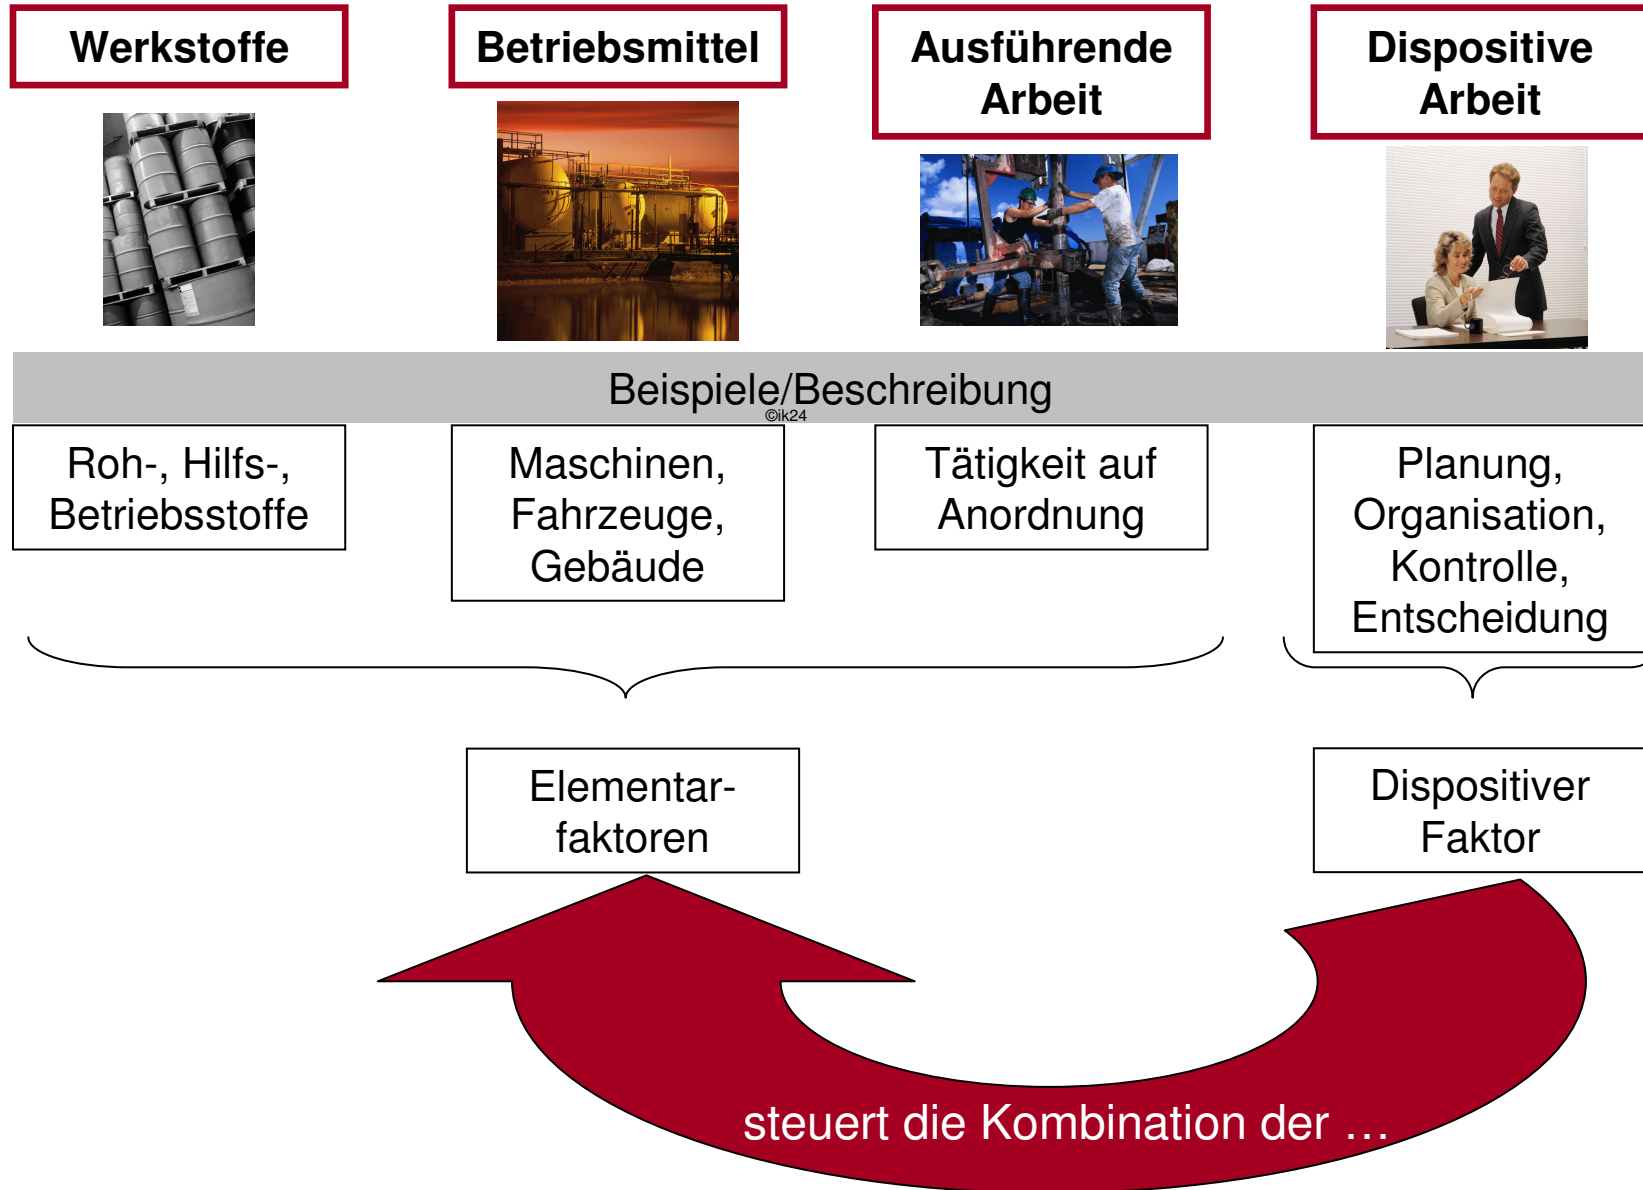 Werkstoffe
Betriebsmittel
Ausführende
Arbeit
Dispositive
Arbeit
Beispiele/Beschreibung
©ik24
Roh-, Hilfs-,
Betriebsstoffe
Maschinen,
Fahrzeuge,
Gebäude
Tätigkeit auf
Anordnung
Planung,
Organisation,
Kontrolle,
Entscheidung
Elementar-
faktoren
Dispositiver
Faktor
steuert die Kombination der …